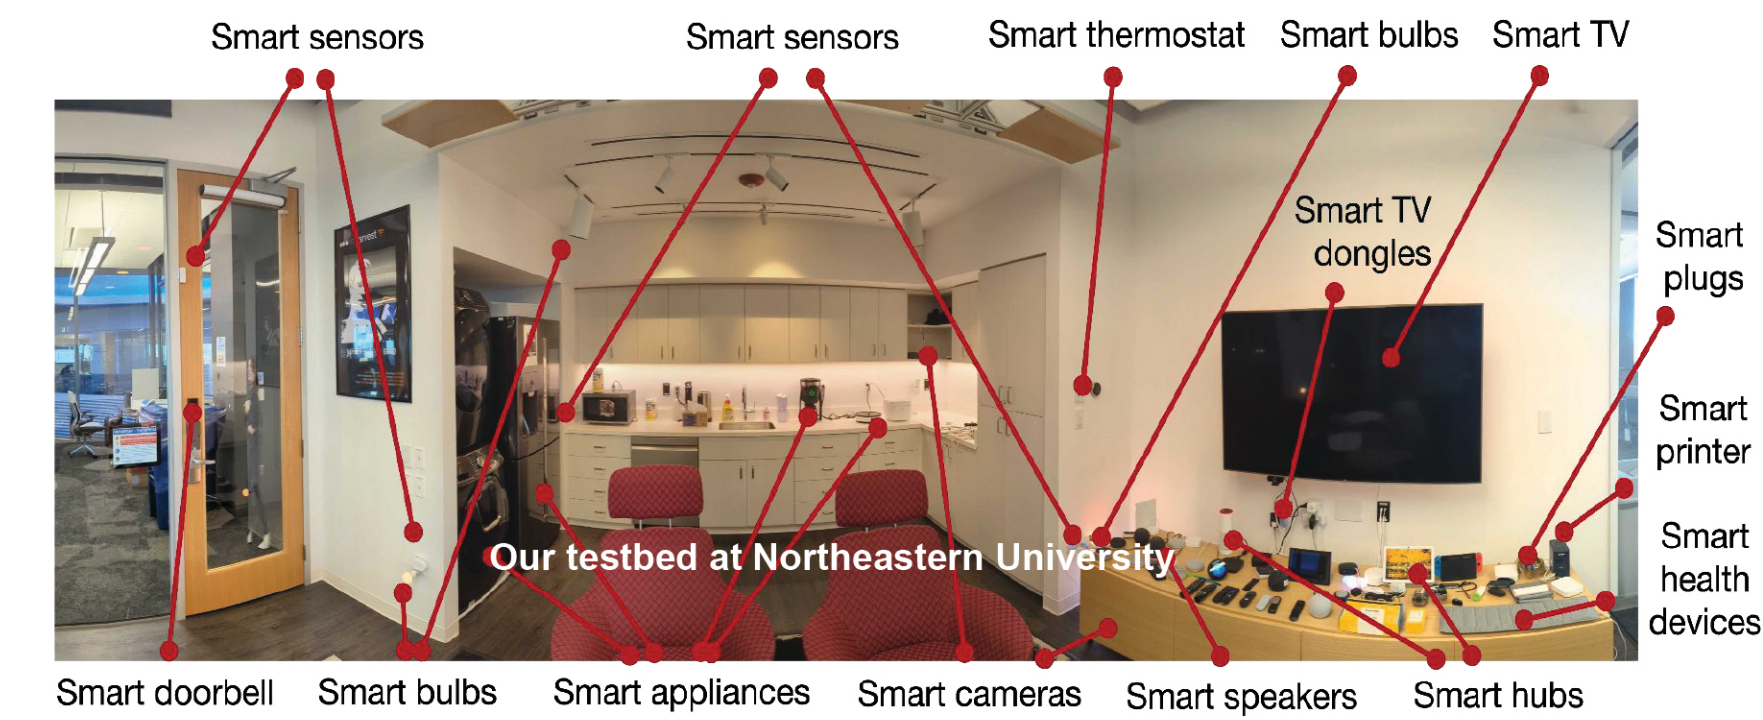 Smart sensors
Smart sensors
Smart thermostat
Smart bulbs
Smart TV
Smart TV
dongles
Smart
plugs
Smart
printer
Smart
health
devices
Our testbed at Northeastern University
Smart doorbell
Smart bulbs
Smart appliances
Smart cameras
Smart speakers
Smart hubs